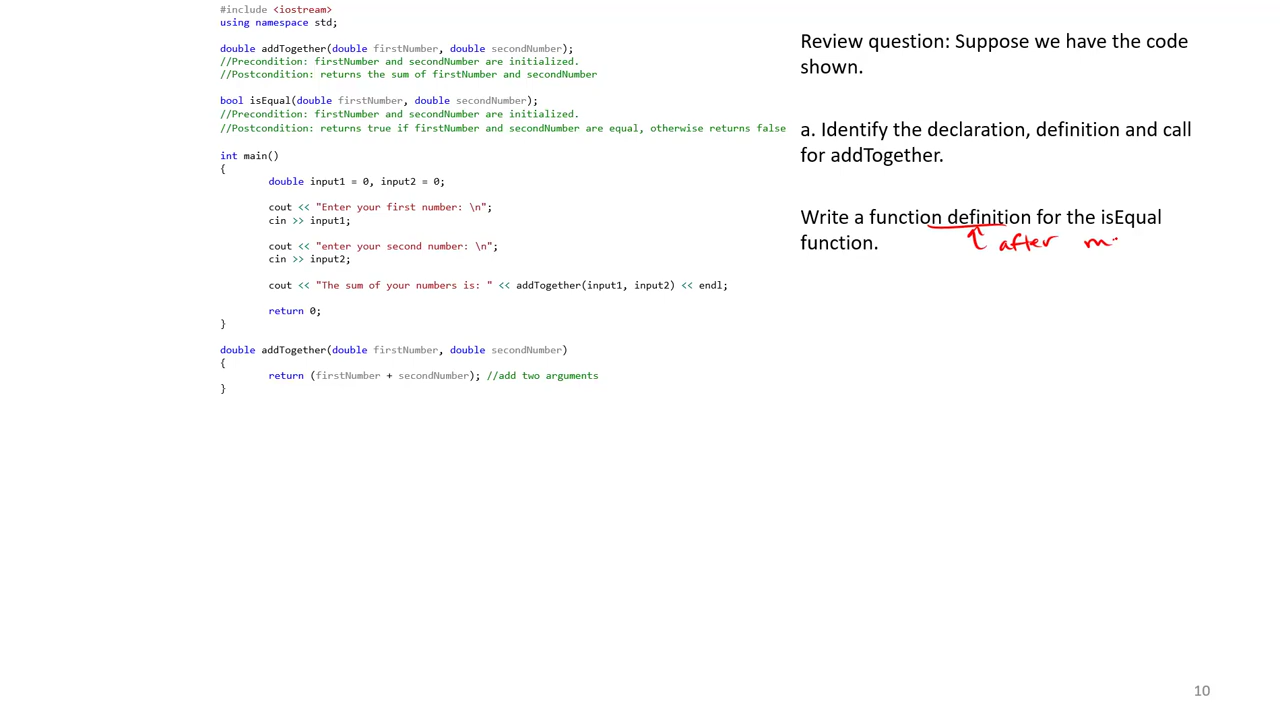 #include <iostream>
using namespace std;
double addTogether(double firstNumber, double secondNumber);
//Precondition: firstNumber and secondNumber are initialized.
//Postcondition: returns the sum of firstNumber and secondNumber
bool isEqual(double firstNumber, double secondNumber);
//Precondition: firstNumber and secondNumber are initialized.
//Postcondition: returns true if firstNumber and secondNumber are equal, otherwise returns false
int main()
{
double input1 = 0, input2 = 0;
cout << "Enter your first number: \n";
cin >> input1;
cout << "enter your second number: \n";
cin >> input2;
cout << "The sum of your numbers is: " << addTogether(input1, input2) << endl;
return 0;
}
double addTogether(double firstNumber, double secondNumber)
{
return (firstNumber + secondNumber); //add two arguments
}
Review question: Suppose we have the code
shown.
a. Identify the declaration, definition and call
for addTogether.
Write a function definition for the isEqual
function.
after m
10